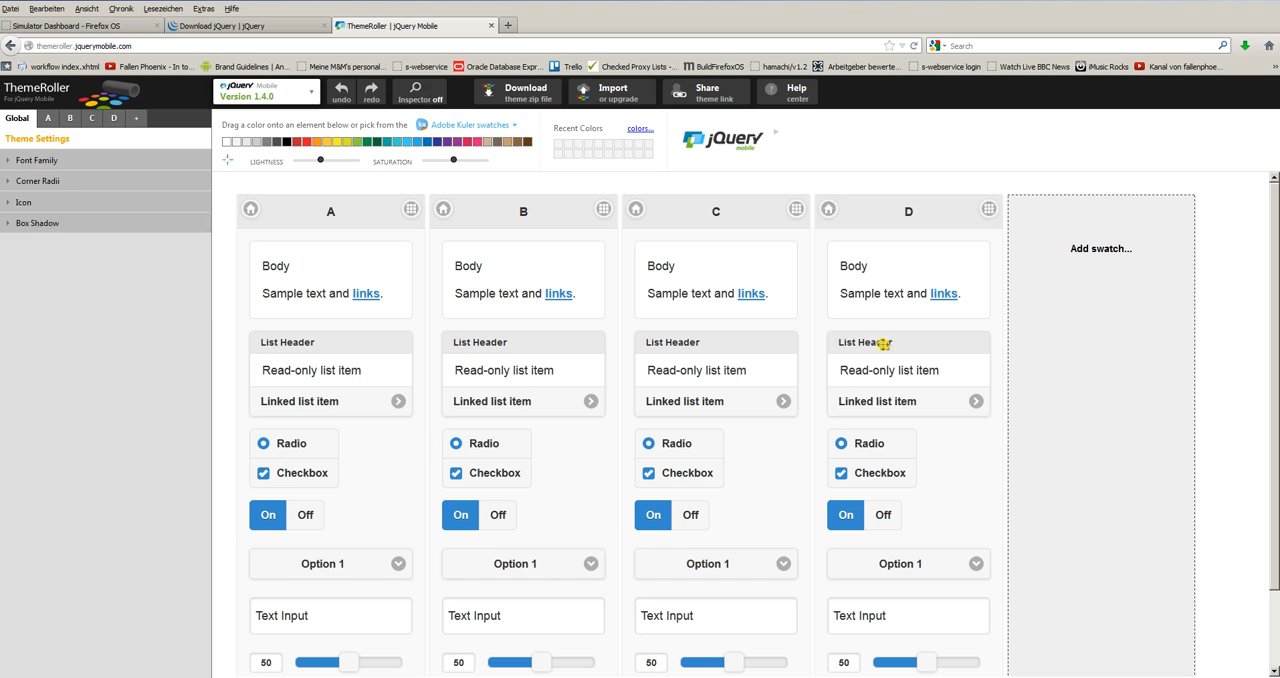 Datei Bearbeiten Ansicht Chronik Lesezeichen Extras Hilfe
Simulator Dashboard - Firefox OS × Download jQuery | jQuery × ThemeRoller | jQuery Mobile × +
themeroller.jquerymobile.com Search
workflow index.xhtml YouTube Fallen Phoenix - In to... Brand Guidelines | An... Meine M&M's personal... s-webservice Oracle Database Expr... Trello Checked Proxy Lists -... BuildFirefoxOS hamachi/v1.2 Arbeitgeber bewerte... s-webservice login Watch Live BBC News iMusic Rocks Kanal von fallenphoe... »
ThemeRoller
for jQuery Mobile
jQuery Mobile
Version 1.4.0
undo redo Inspector off
Download
theme zip file
Import
or upgrade
Share
theme link
Help
center
Global A B C D +
Theme Settings
Font Family
Corner Radii
Icon
Box Shadow
Drag a color onto an element below or pick from the Adobe Kuler swatches
LIGHTNESS SATURATION
Recent Colors colors...
jQuery
mobile
A B C D
Add swatch...
Body Body Body Body
Sample text and links. Sample text and links. Sample text and links. Sample text and links.
List Header List Header List Header List Header
Read-only list item Read-only list item Read-only list item Read-only list item
Linked list item Linked list item Linked list item Linked list item
Radio Radio Radio Radio
Checkbox Checkbox Checkbox Checkbox
On Off On Off On Off On Off
Option 1 Option 1 Option 1 Option 1
Text Input Text Input Text Input Text Input
50 50 50 50